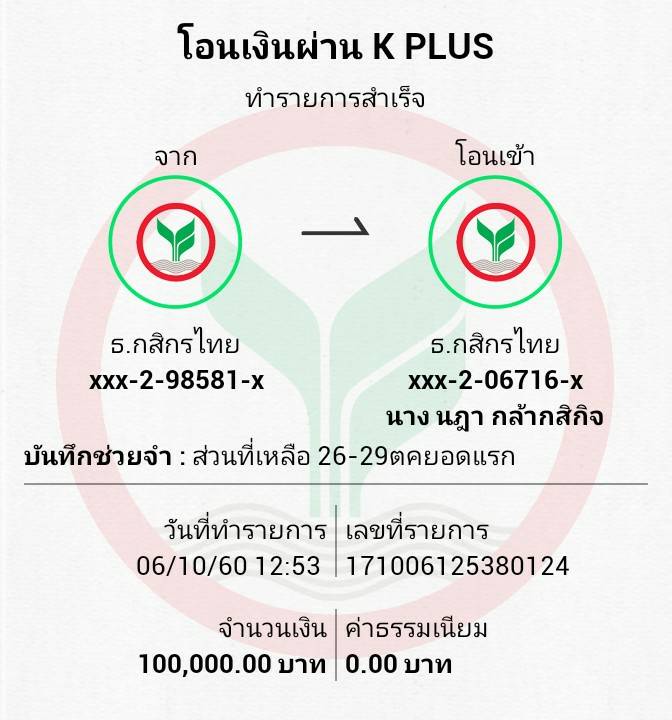 โอนเงินผ่าน K PLUS
ทำรายการสำเร็จ
จาก
โอนเข้า
ธ.กสิกรไทย
xxx-2-98581-x
ธ.กสิกรไทย
xxx-2-06716-x
นาง นฎา กล้ากสิกิจ
บันทึกช่วยจำ : ส่วนที่เหลือ 26-29ตคยอดแรก
วันที่ทำรายการ
06/10/60 12:53
เลขที่รายการ
171006125380124
จำนวนเงิน
100,000.00 บาท
ค่าธรรมเนียม
0.00 บาท